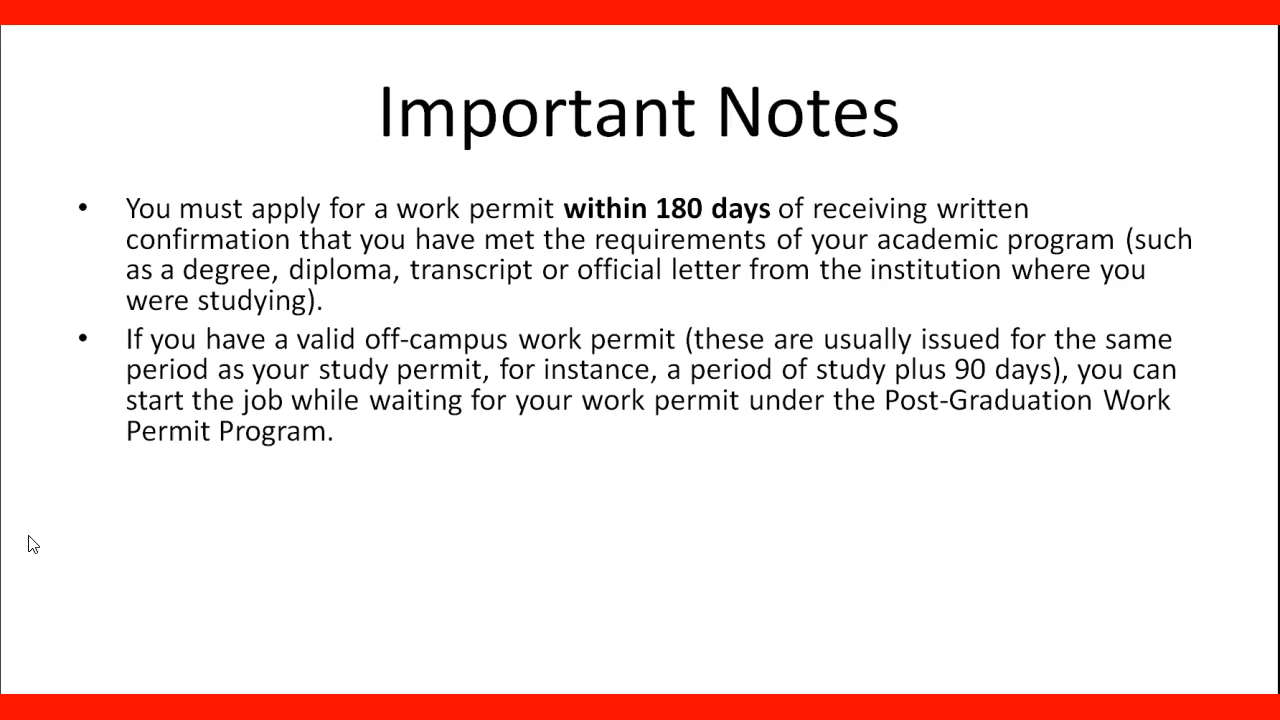 Important Notes
• You must apply for a work permit within 180 days of receiving written
confirmation that you have met the requirements of your academic program (such
as a degree, diploma, transcript or official letter from the institution where you
were studying).
• If you have a valid off-campus work permit (these are usually issued for the same
period as your study permit, for instance, a period of study plus 90 days), you can
start the job while waiting for your work permit under the Post-Graduation Work
Permit Program.